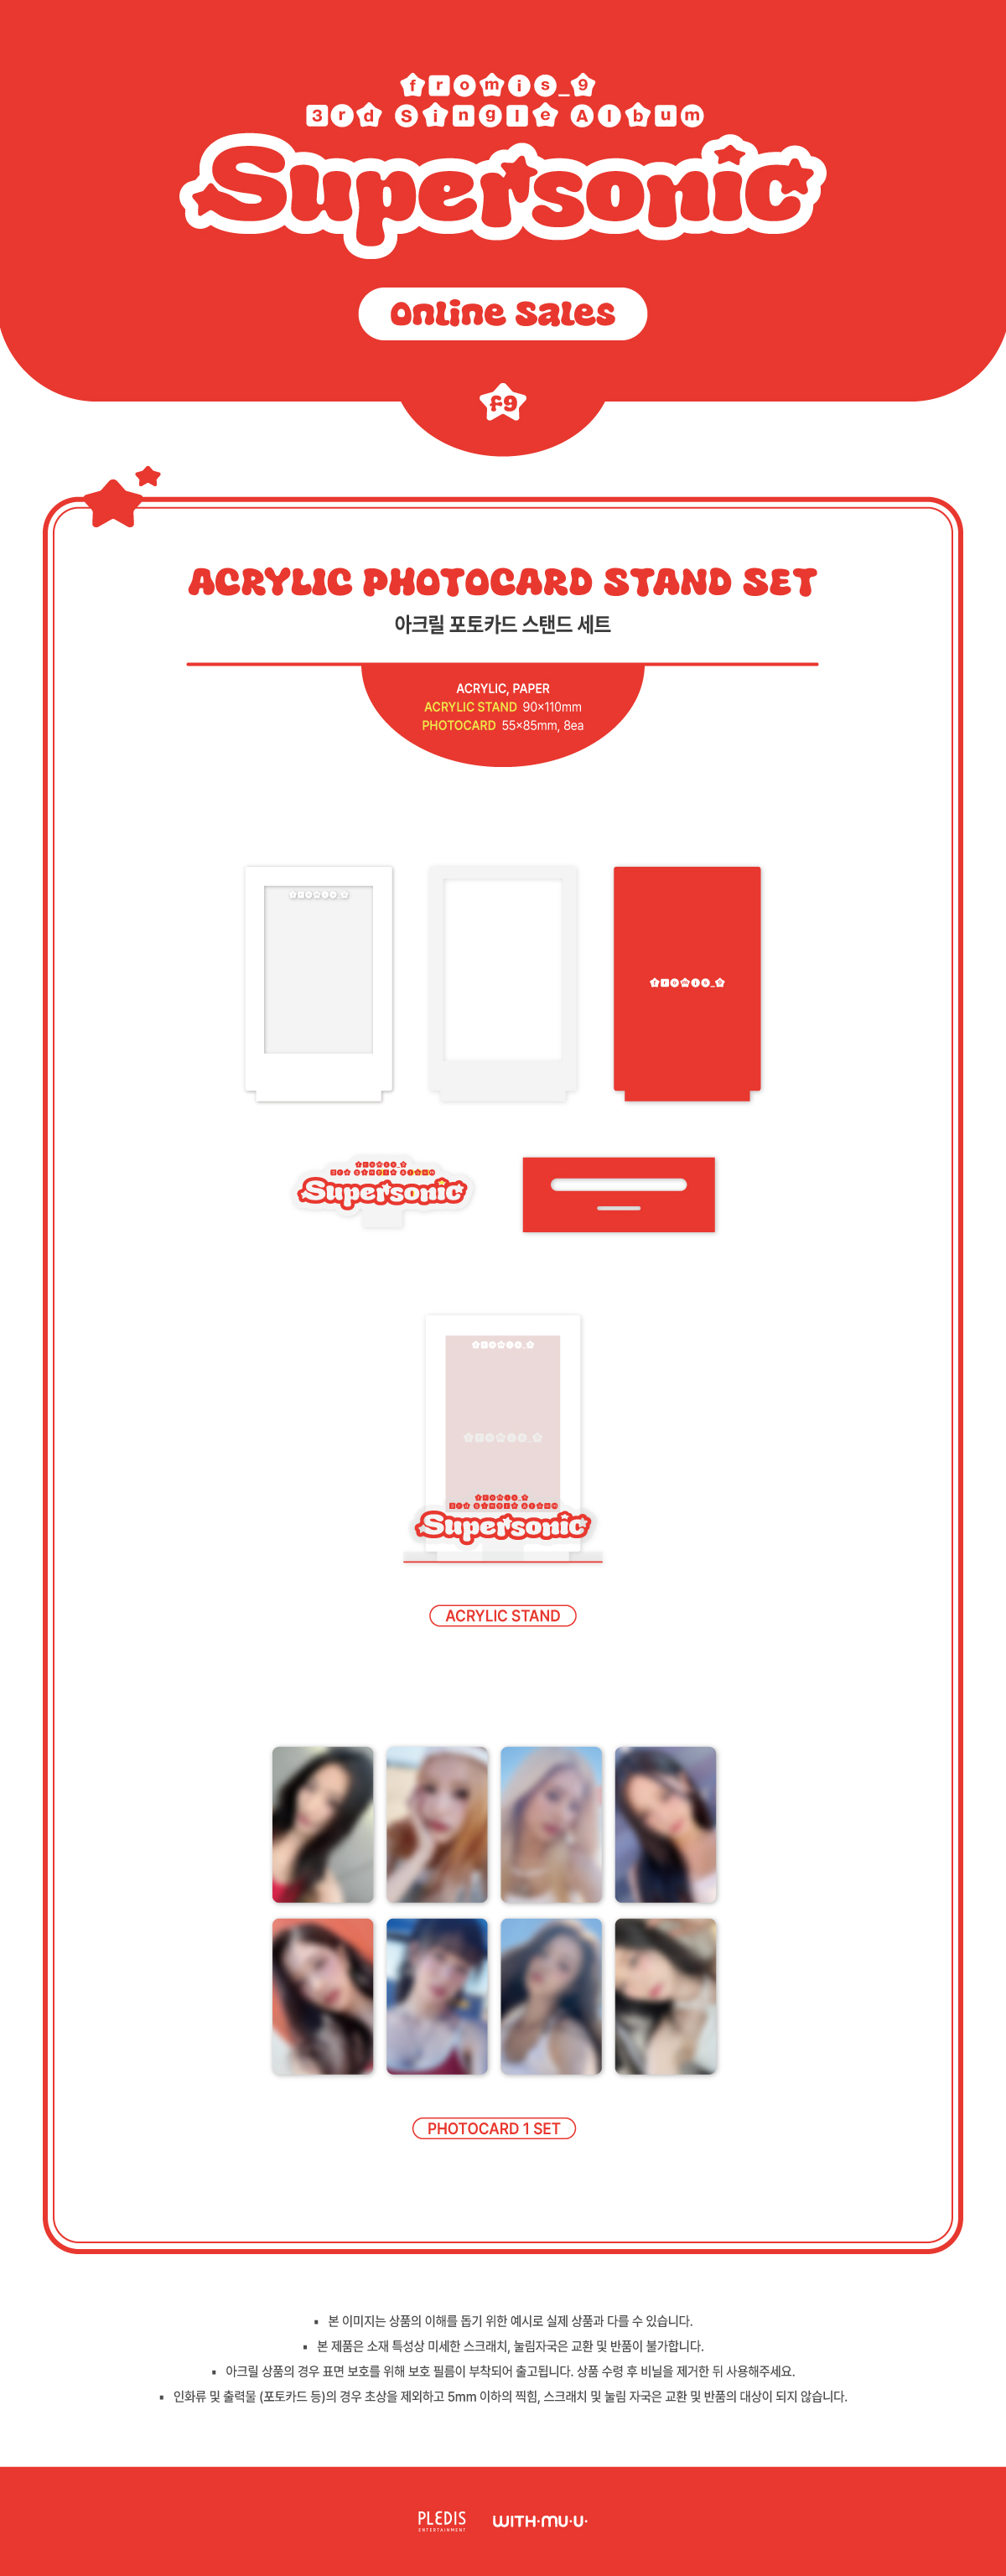 fromis_9
3rd Single Album
Supersonic
Online Sales
f9
ACRYLIC PHOTOCARD STAND SET
아크릴 포토카드 스탠드 세트
ACRYLIC, PAPER
ACRYLIC STAND 90×110mm
PHOTOCARD 55×85mm, 8ea
fromis_9
fromis_9
fromis_9
3rd Single Album
Supersonic
fromis_9
fromis_9
fromis_9
3rd Single Album
Supersonic
ACRYLIC STAND
PHOTOCARD 1 SET
▪ 본 이미지는 상품의 이해를 돕기 위한 예시로 실제 상품과 다를 수 있습니다.
▪ 본 제품은 소재 특성상 미세한 스크래치, 눌림자국은 교환 및 반품이 불가합니다.
▪ 아크릴 상품의 경우 표면 보호를 위해 보호 필름이 부착되어 출고됩니다. 상품 수령 후 비닐을 제거한 뒤 사용해주세요.
▪ 인화류 및 출력물 (포토카드 등)의 경우 초상을 제외하고 5mm 이하의 찍힘, 스크래치 및 눌림 자국은 교환 및 반품의 대상이 되지 않습니다.
PLEDIS
ENTERTAINMENT
WITH·MU·U·